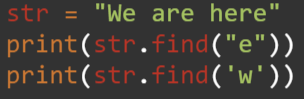 str = "We are here"
print(str.find("e"))
print(str.find('w'))